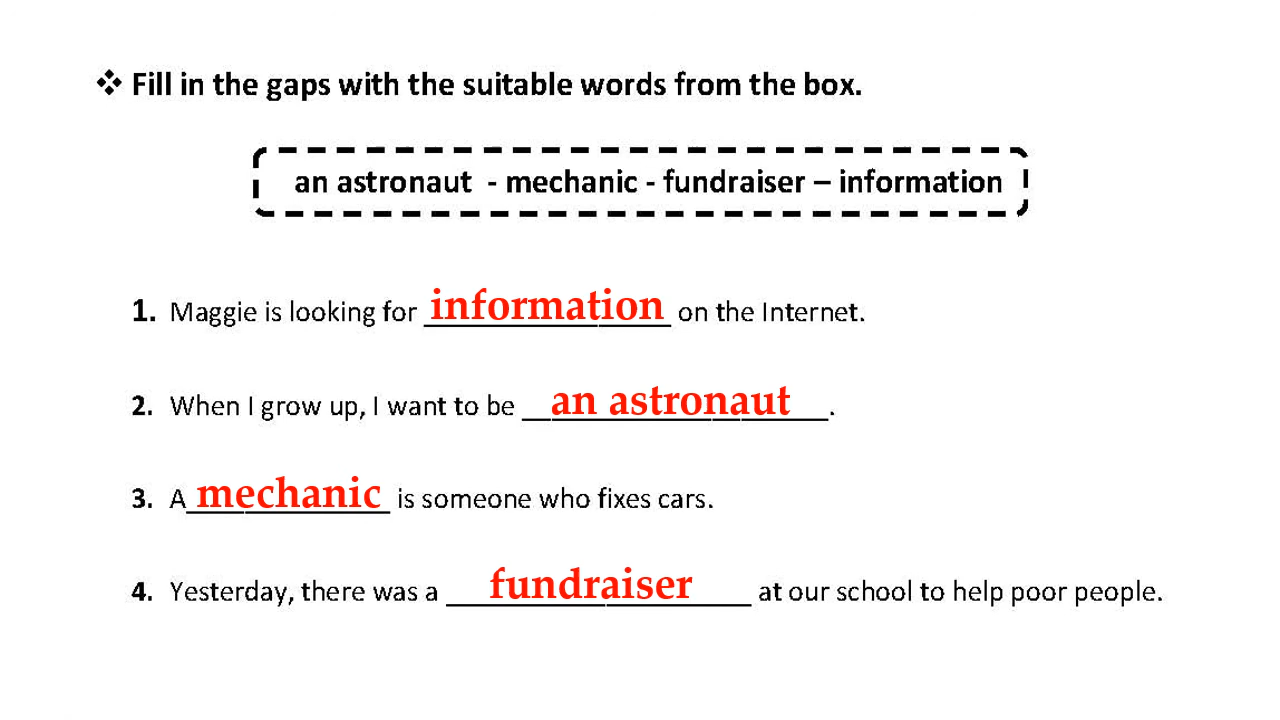 ❖ Fill in the gaps with the suitable words from the box.
an astronaut - mechanic - fundraiser – information
1. Maggie is looking for information on the Internet.
2. When I grow up, I want to be an astronaut.
3. A mechanic is someone who fixes cars.
4. Yesterday, there was a fundraiser at our school to help poor people.